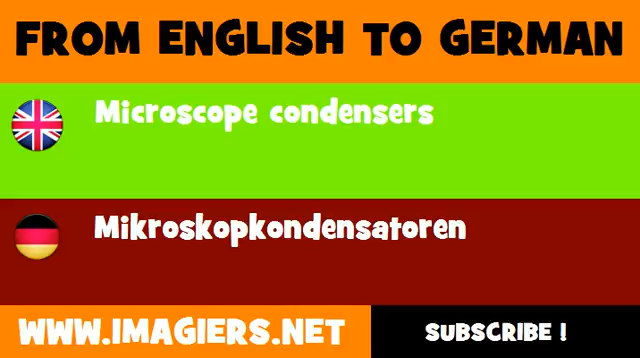 FROM ENGLISH TO GERMAN
Microscope condensers
Mikroskopkondensatoren
WWW.IMAGIERS.NET
SUBSCRIBE !